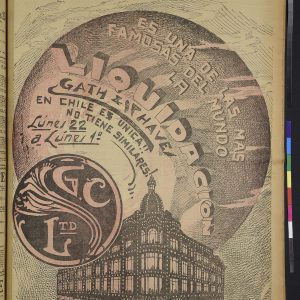 ES UNA DE LAS MAS
FAMOSAS DEL MUNDO
LA
LIQUIDACION
GATH & CHAVES
EN CHILE ES UNICA!
NO TIENE SIMILARES!
Lunes 22
a Lunes 1º
GC
LTD